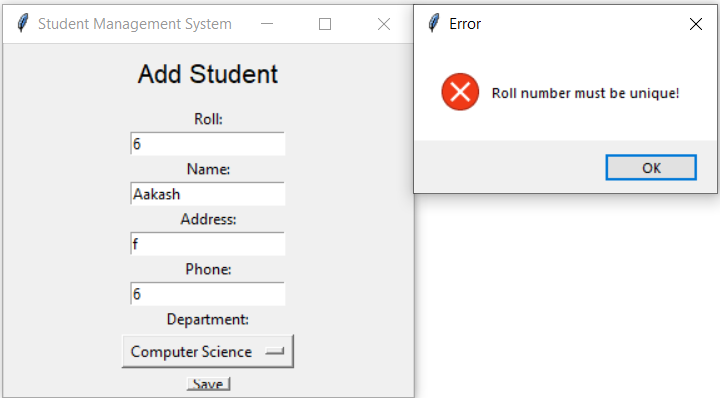 Student Management System
Add Student
Roll:
6
Name:
Aakash
Address:
f
Phone:
6
Department:
Computer Science
Save
Error
Roll number must be unique!
OK